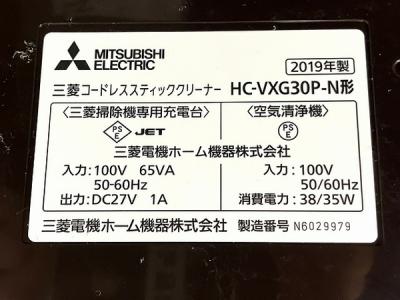 MITSUBISHI
ELECTRIC
2019年製
三菱コードレススティッククリーナー HC-VXG30P-N形
〈三菱掃除機専用充電台〉 〈空気清浄機〉
PSE JET PSE
三菱電機ホーム機器株式会社
入力:100V 65VA 入力:100V
50-60Hz 50/60Hz
出力:DC27V 1A 消費電力:38/35W
三菱電機ホーム機器株式会社 製造番号 N6029979